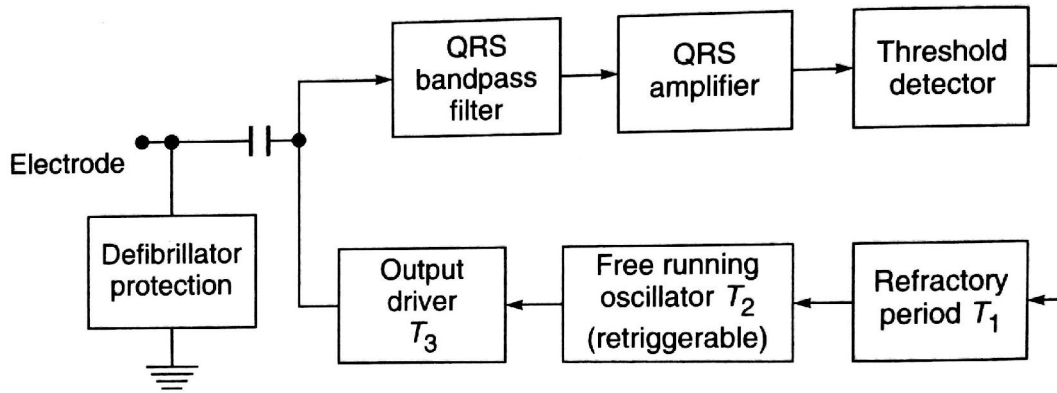 QRS
bandpass
filter
QRS
amplifier
Threshold
detector
Electrode
Defibrillator
protection
Output
driver
T3
Free running
oscillator T2
(retriggerable)
Refractory
period T1